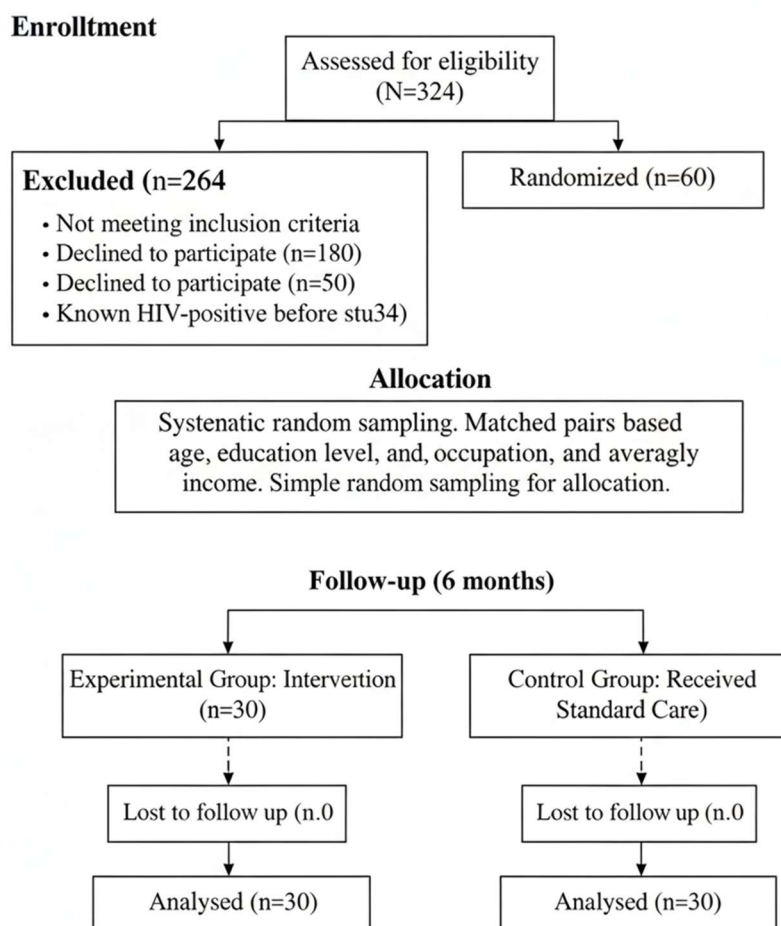 Enrolltment
Assessed for eligibility
(N=324)
Excluded (n=264
• Not meeting inclusion criteria
• Declined to participate (n=180)
• Declined to participate (n=50)
• Known HIV-positive before stu34)
Randomized (n=60)
Allocation
Systenatic random sampling. Matched pairs based
age, education level, and, occupation, and averagly
income. Simple random sampling for allocation.
Follow-up (6 months)
Experimental Group: Intervertion
(n=30)
Control Group: Received
Standard Care)
Lost to follow up (n.0
Lost to follow up (n.0
Analysed (n=30)
Analysed (n=30)